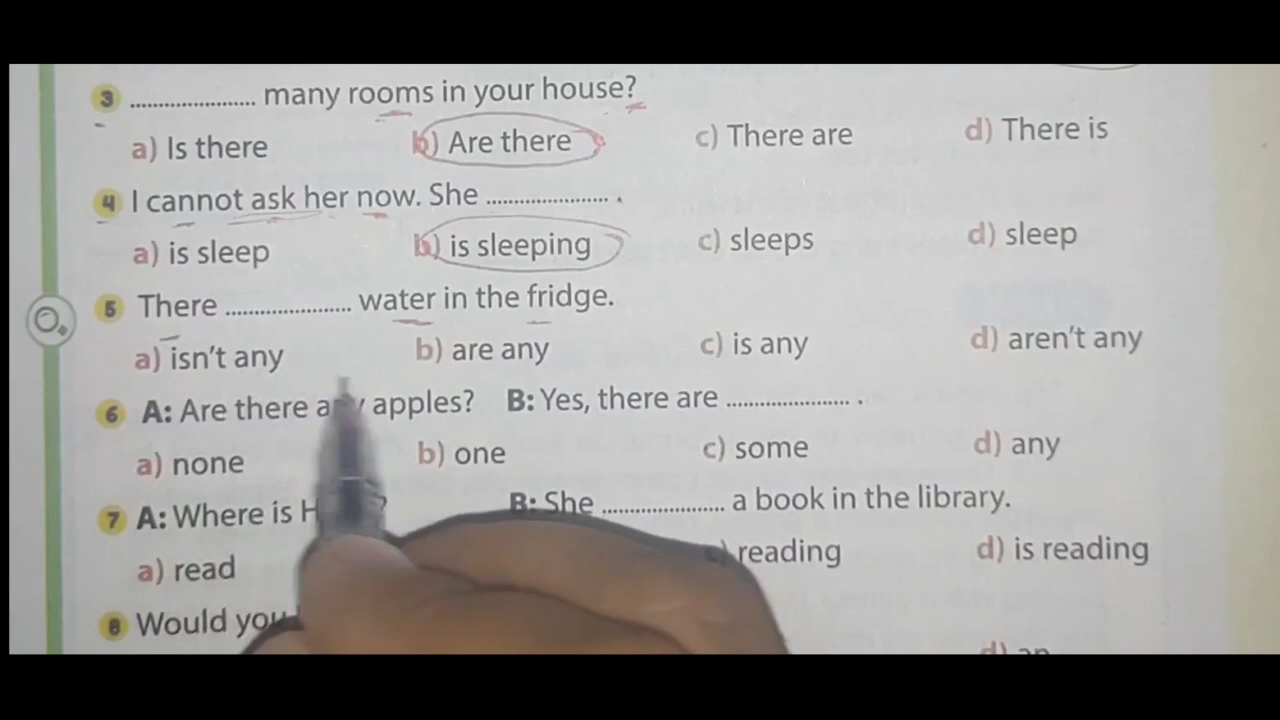 3 ........................ many rooms in your house?
a) Is there b) Are there c) There are d) There is
4 I cannot ask her now. She ........................ .
a) is sleep b) is sleeping c) sleeps d) sleep
5 There ........................ water in the fridge.
a) isn't any b) are any c) is any d) aren't any
6 A: Are there any apples? B: Yes, there are ........................ .
a) none b) one c) some d) any
7 A: Where is B: She ........................ a book in the library.
a) read c) reading d) is reading
8 Would you
d) an